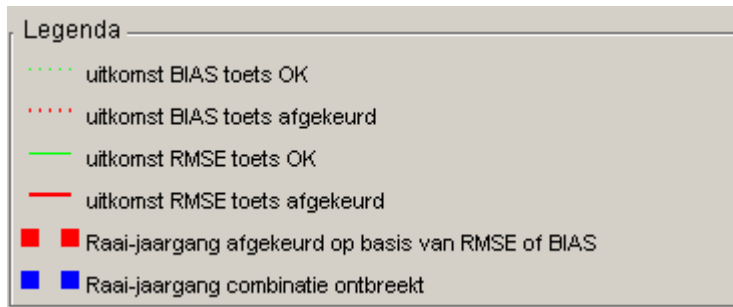 Legenda
uitkomst BIAS toets OK
uitkomst BIAS toets afgekeurd
uitkomst RMSE toets OK
uitkomst RMSE toets afgekeurd
Raai-jaargang afgekeurd op basis van RMSE of BIAS
Raai-jaargang combinatie ontbreekt